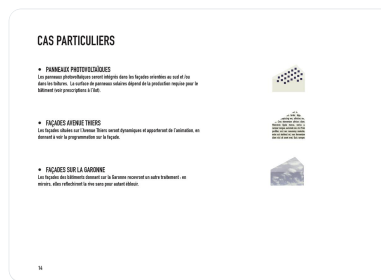 CAS PARTICULIERS
• PANNEAUX PHOTOVOLTAÏQUES
Les panneaux photovoltaïques seront intégrés dans les façades orientées au sud et /ou
dans les toitures. La surface de panneaux solaires dépend de la production requise pour le
bâtiment (voir prescriptions à l'îlot).
• FAÇADES AVENUE THIERS
Les façades situées sur l'Avenue Thiers seront dynamiques et apporteront de l'animation, en
donnant à voir la programmation sur la façade.
• FAÇADES SUR LA GARONNE
Les façades des bâtiments donnant sur la Garonne recevront un autre traitement : en
miroirs, elles réfléchiront la rive sans pour autant éblouir.
16